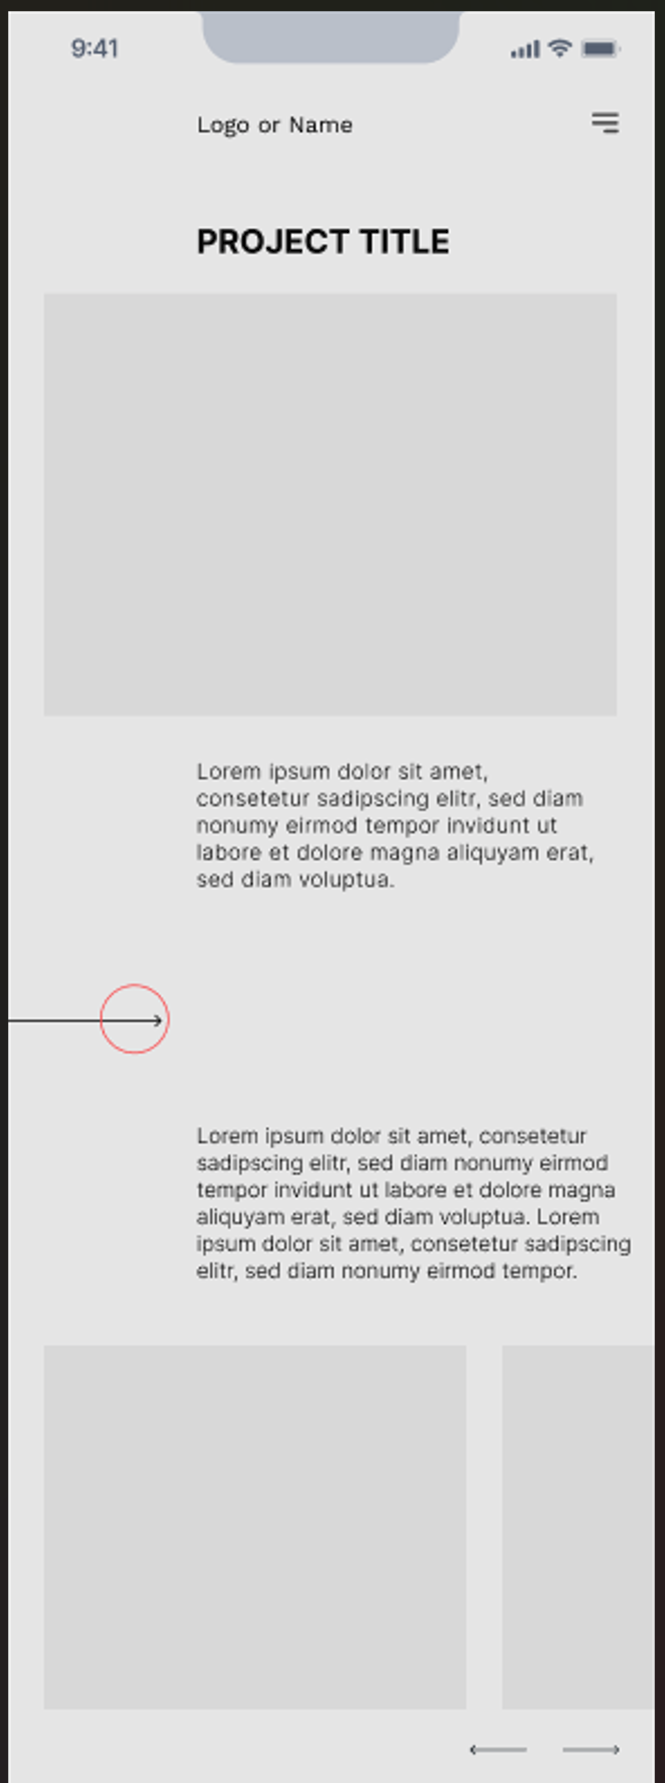 9:41
Logo or Name
PROJECT TITLE
Lorem ipsum dolor sit amet,
consetetur sadipscing elitr, sed diam
nonumy eirmod tempor invidunt ut
labore et dolore magna aliquyam erat,
sed diam voluptua.
Lorem ipsum dolor sit amet, consetetur
sadipscing elitr, sed diam nonumy eirmod
tempor invidunt ut labore et dolore magna
aliquyam erat, sed diam voluptua. Lorem
ipsum dolor sit amet, consetetur sadipscing
elitr, sed diam nonumy eirmod tempor.